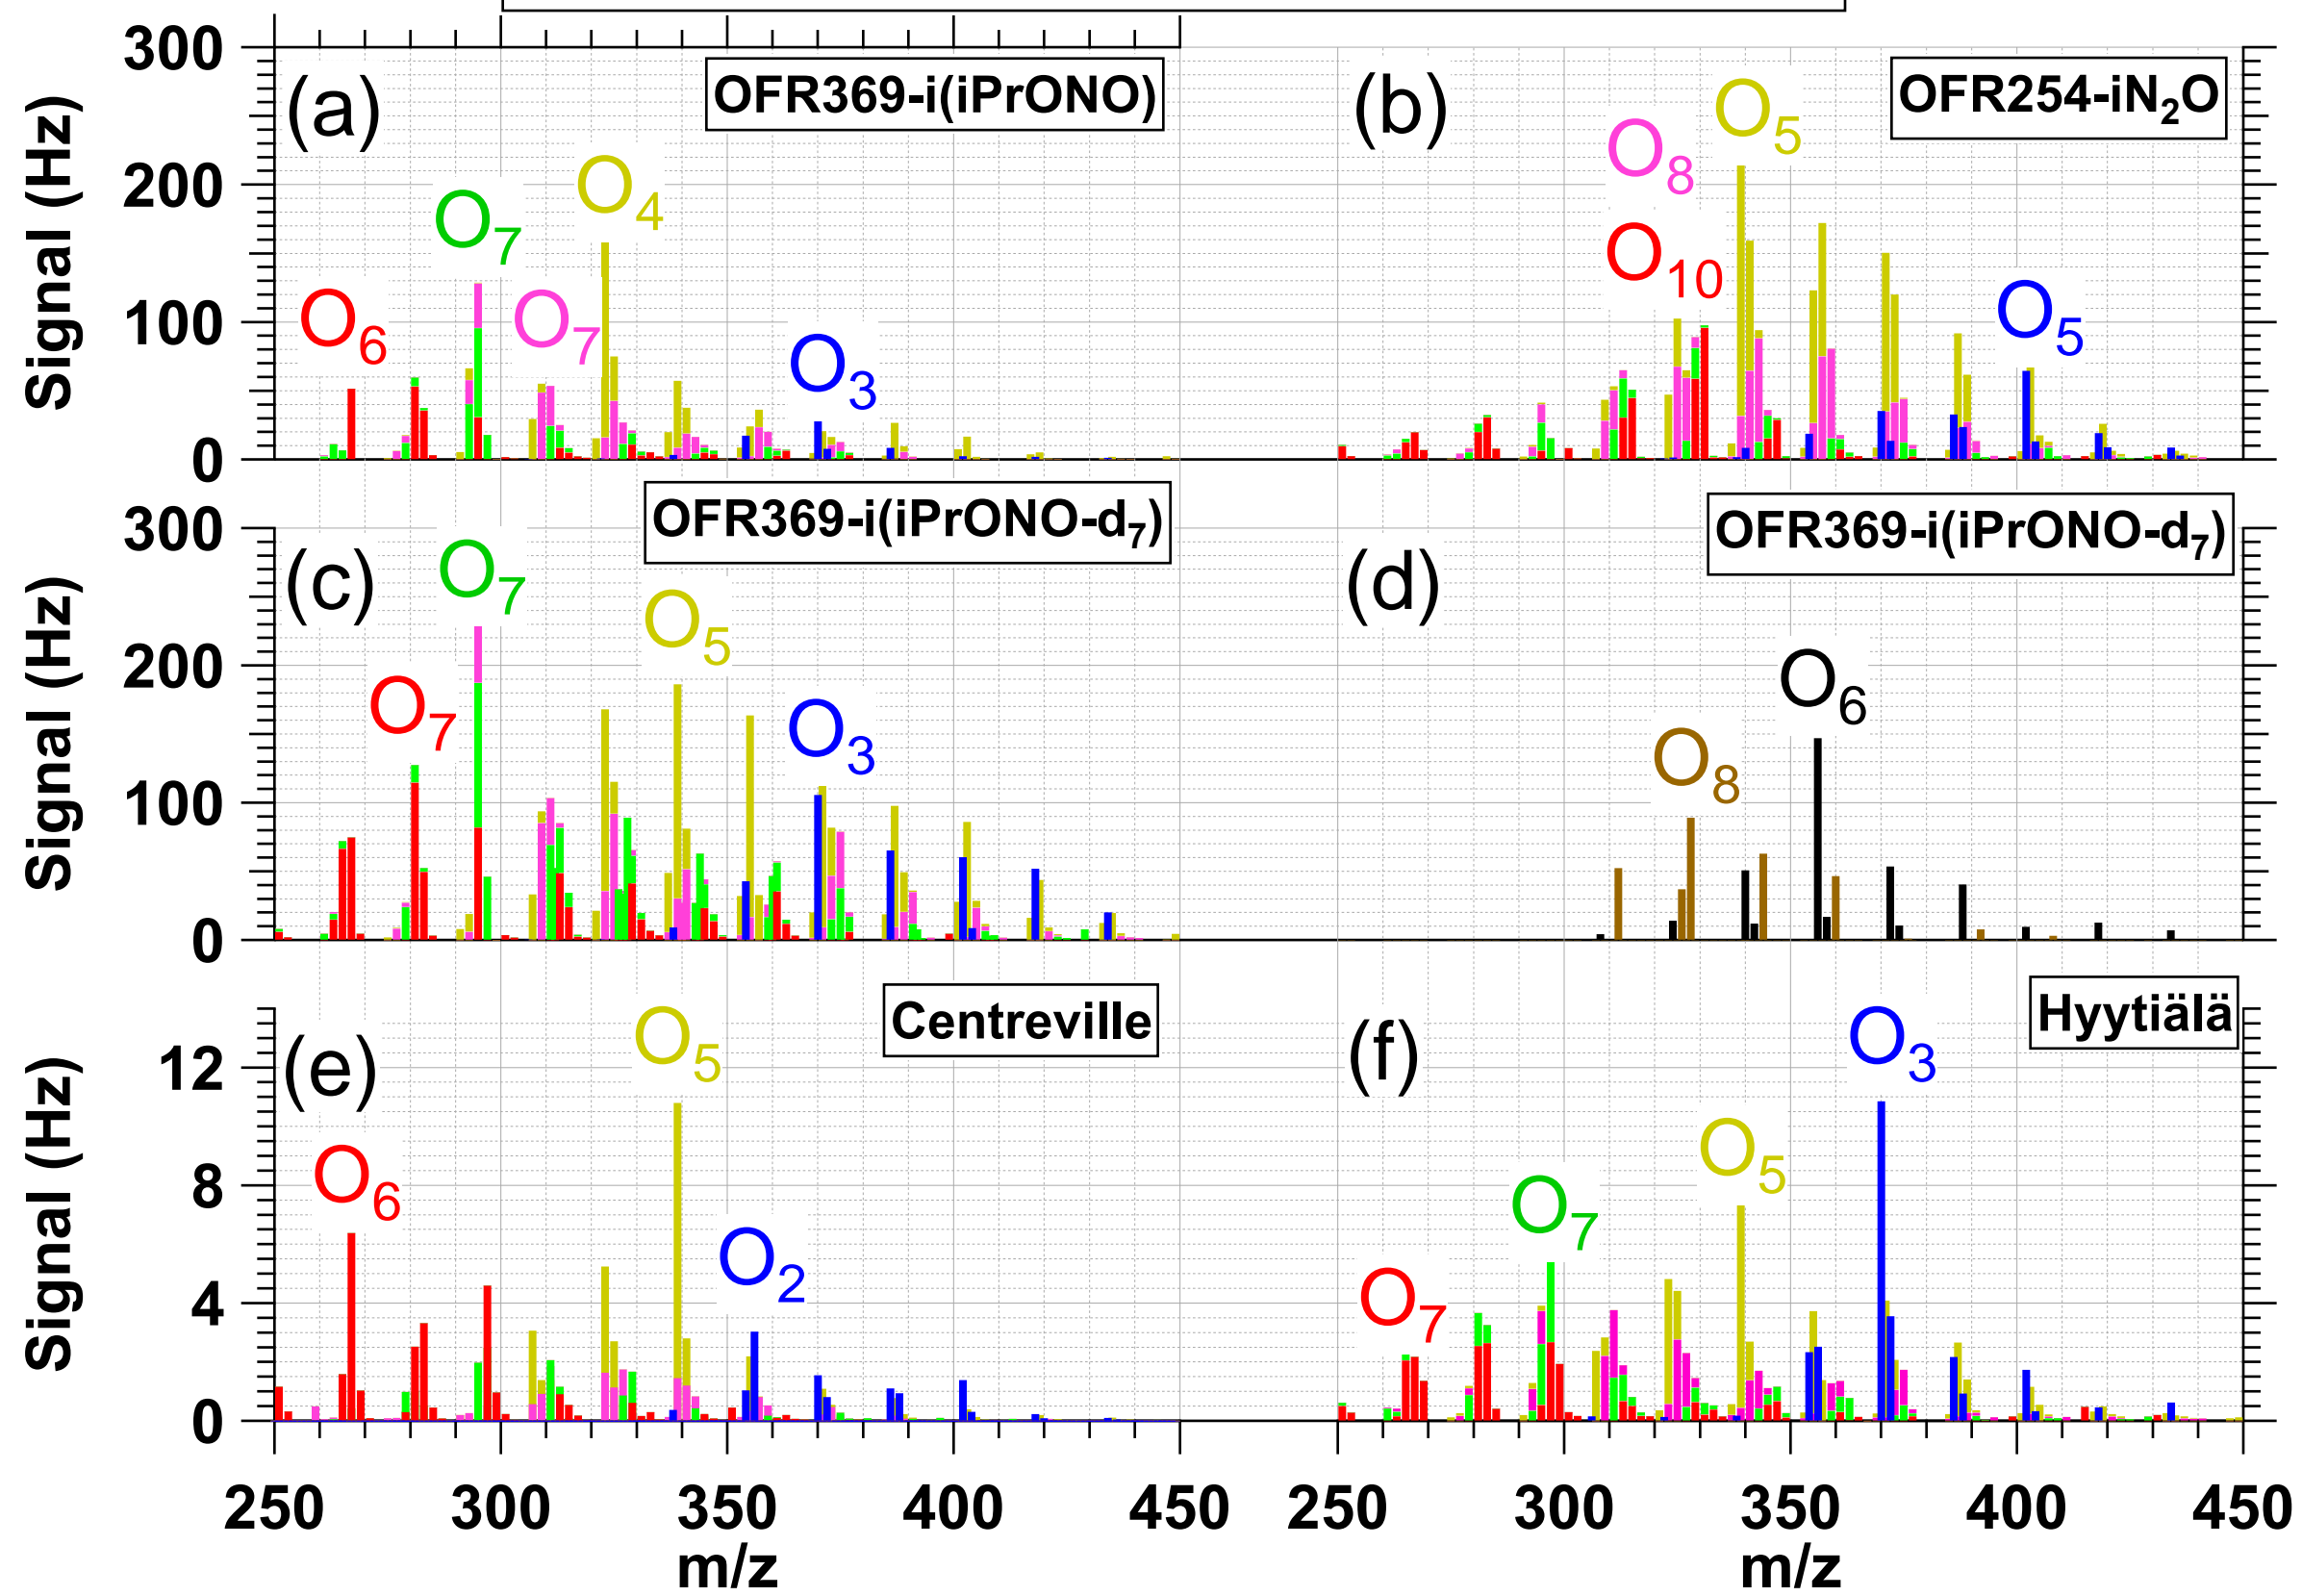 (a) OFR369-i(iPrONO)
300
200
100
0
Signal (Hz)
O6 O7 O7 O4 O3
(b) OFR254-iN2O
O8 O10 O5 O5
(c) OFR369-i(iPrONO-d7)
300
200
100
0
Signal (Hz)
O7 O7 O5 O3
(d) OFR369-i(iPrONO-d7)
O8 O6
(e) Centreville
12
8
4
0
Signal (Hz)
O6 O5 O2
250 300 350 400 450
m/z
(f) Hyytiälä
O7 O7 O5 O3
250 300 350 400 450
m/z